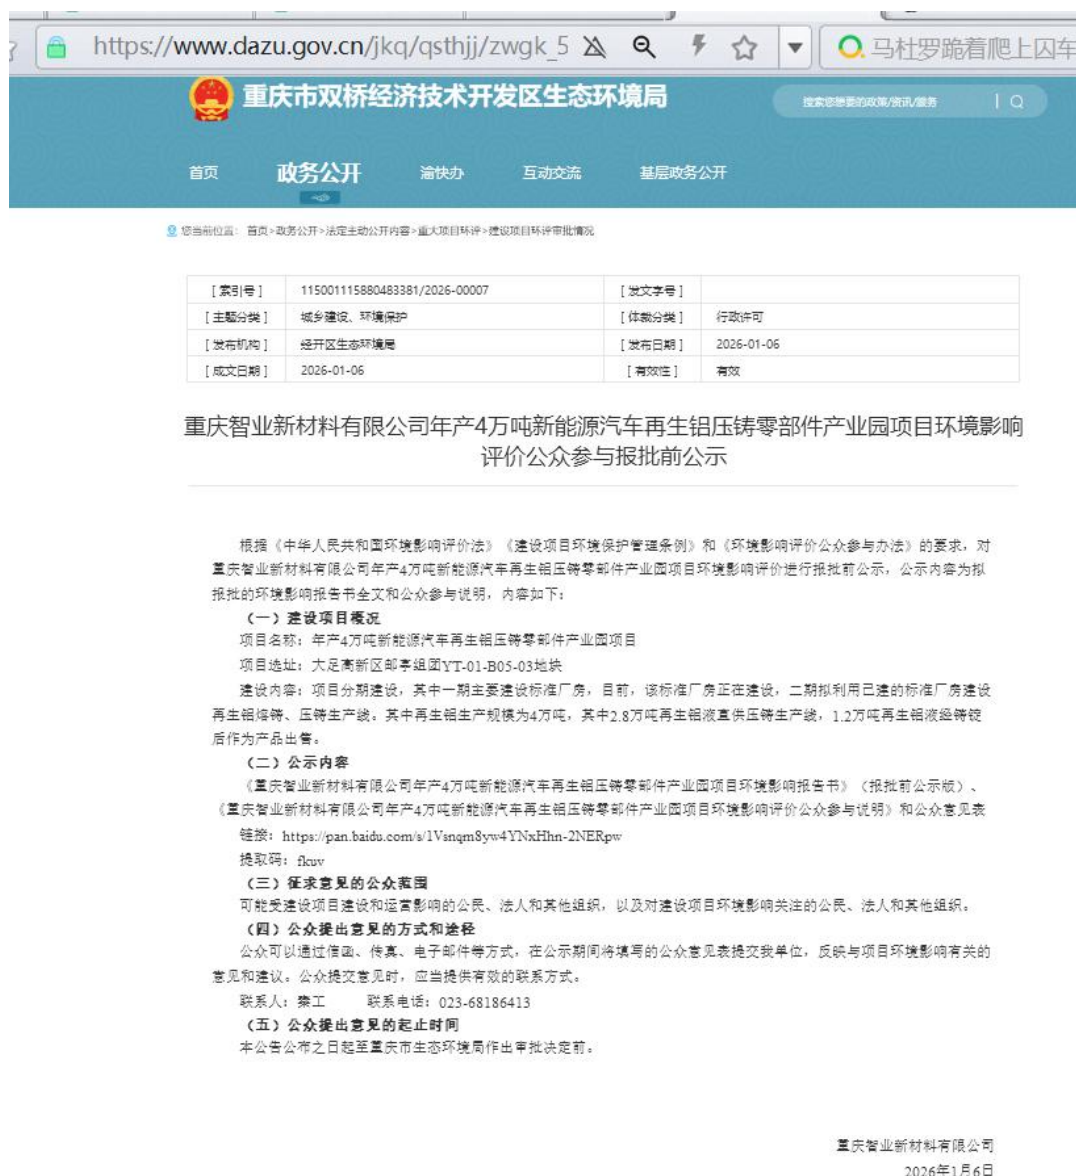 https://www.dazu.gov.cn/jkq/qsthjj/zwgk_5
马杜罗跪着爬上囚车
重庆市双桥经济技术开发区生态环境局
搜索您想要的政策/资讯/服务
首页 政务公开 渝快办 互动交流 基层政务公开
您当前位置： 首页>政务公开>法定主动公开内容>重大项目环评>建设项目环评审批情况
[ 索引号 ] 115001115880483381/2026-00007 [ 发文字号 ]
[ 主题分类 ] 城乡建设、环境保护 [ 体裁分类 ] 行政许可
[ 发布机构 ] 经开区生态环境局 [ 发布日期 ] 2026-01-06
[ 成文日期 ] 2026-01-06 [ 有效性 ] 有效
重庆智业新材料有限公司年产4万吨新能源汽车再生铝压铸零部件产业园项目环境影响
评价公众参与报批前公示
根据《中华人民共和国环境影响评价法》《建设项目环境保护管理条例》和《环境影响评价公众参与办法》的要求，对
重庆智业新材料有限公司年产4万吨新能源汽车再生铝压铸零部件产业园项目环境影响评价进行报批前公示，公示内容为拟
报批的环境影响报告书全文和公众参与说明，内容如下：
（一）建设项目概况
项目名称：年产4万吨新能源汽车再生铝压铸零部件产业园项目
项目选址：大足高新区邮亭组团YT-01-B05-03地块
建设内容：项目分期建设，其中一期主要建设标准厂房，目前，该标准厂房正在建设，二期拟利用已建的标准厂房建设
再生铝熔铸、压铸生产线。其中再生铝生产规模为4万吨，其中2.8万吨再生铝液直供压铸生产线，1.2万吨再生铝液经铸锭
后作为产品出售。
（二）公示内容
《重庆智业新材料有限公司年产4万吨新能源汽车再生铝压铸零部件产业园项目环境影响报告书》（报批前公示版）、
《重庆智业新材料有限公司年产4万吨新能源汽车再生铝压铸零部件产业园项目环境影响评价公众参与说明》和公众意见表
链接：https://pan.baidu.com/s/1Vsnqm8yw4YNxHhn-2NERpw
提取码：fkuv
（三）征求意见的公众范围
可能受建设项目建设和运营影响的公民、法人和其他组织，以及对建设项目环境影响关注的公民、法人和其他组织。
（四）公众提出意见的方式和途径
公众可以通过信函、传真、电子邮件等方式，在公示期间将填写的公众意见表提交我单位，反映与项目环境影响有关的
意见和建议。公众提交意见时，应当提供有效的联系方式。
联系人：秦工 联系电话：023-68186413
（五）公众提出意见的起止时间
本公告公布之日起至重庆市生态环境局作出审批决定前。
重庆智业新材料有限公司
2026年1月6日